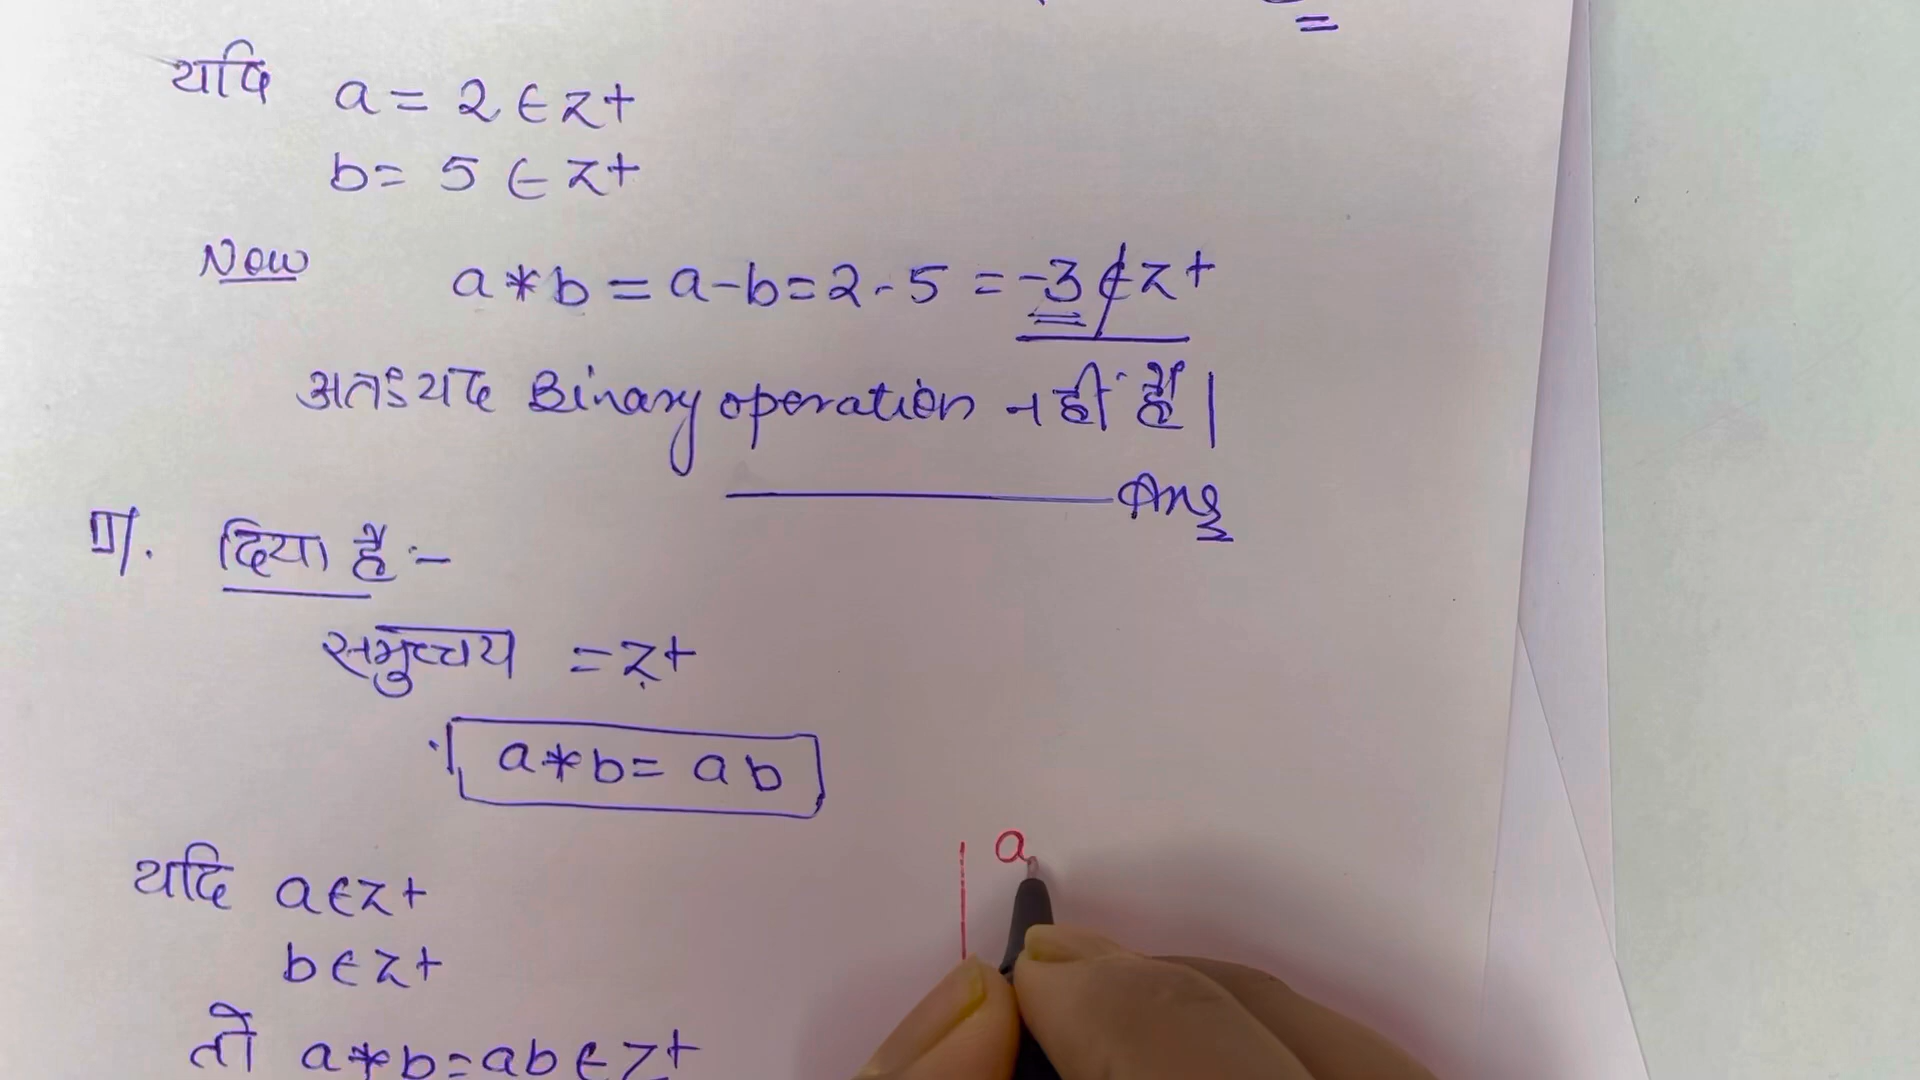 यदि a = 2 ∈ Z+
b = 5 ∈ Z+
Now a * b = a - b = 2 - 5 = -3 ∉ Z+
अतः यह Binary operation नहीं है |
Ans
II. दिया है :-
समुच्चय = Z+
a * b = ab
यदि a ∈ Z+
b ∈ Z+
तो a * b = ab ∈ Z+
a